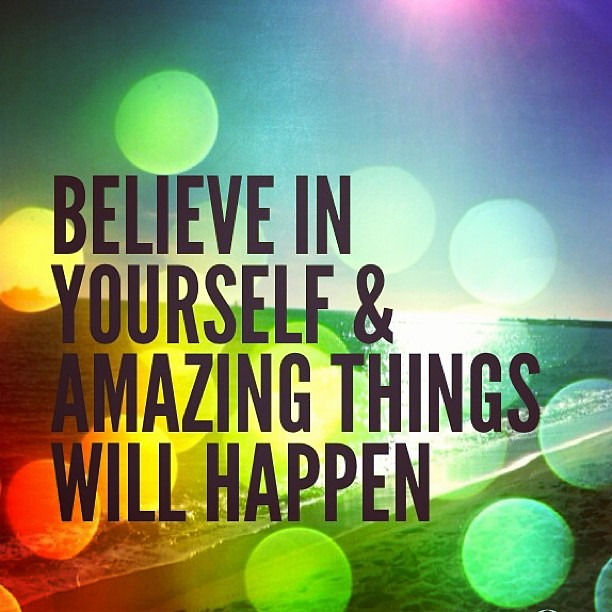 BELIEVE IN
YOURSELF &
AMAZING THINGS
WILL HAPPEN